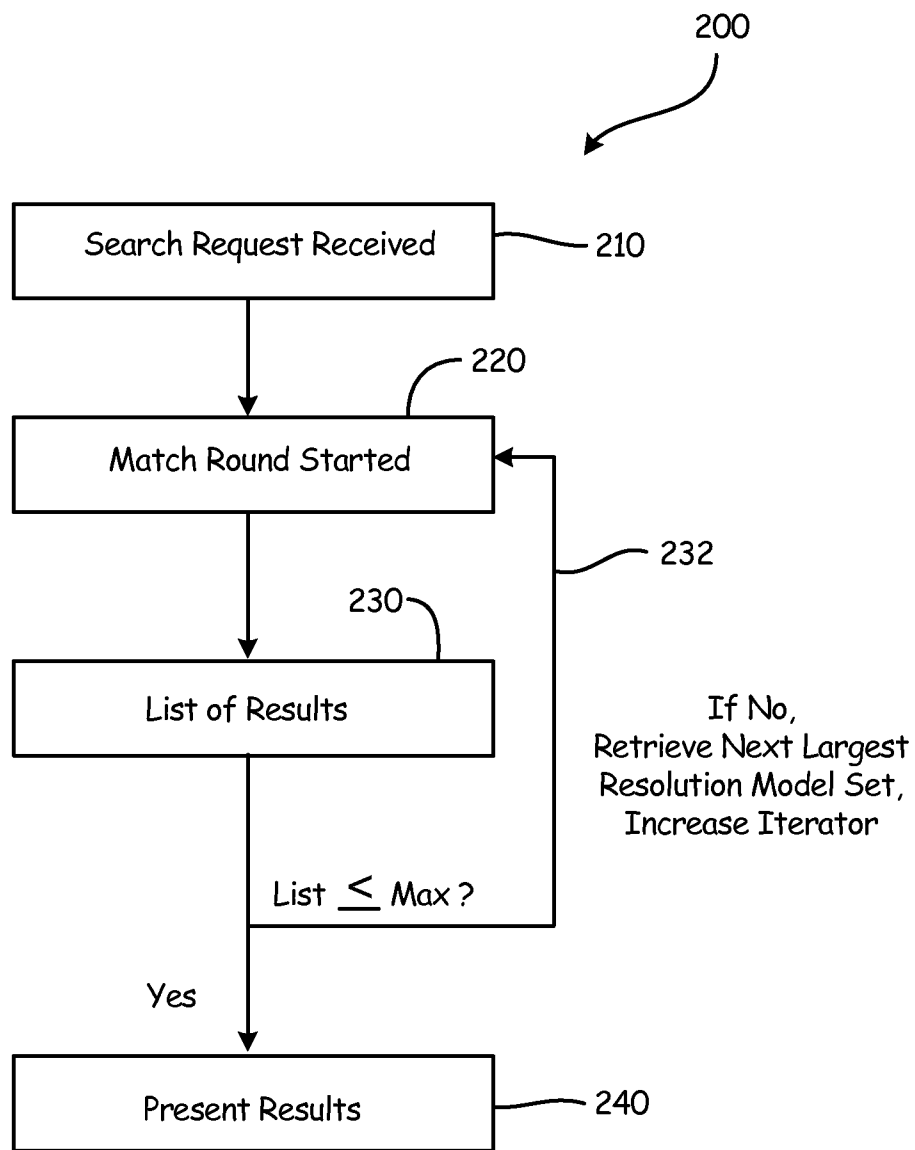 200
Search Request Received
210
220
Match Round Started
232
230
List of Results
If No,
Retrieve Next Largest
Resolution Model Set,
Increase Iterator
List ≤ Max ?
Yes
Present Results
240